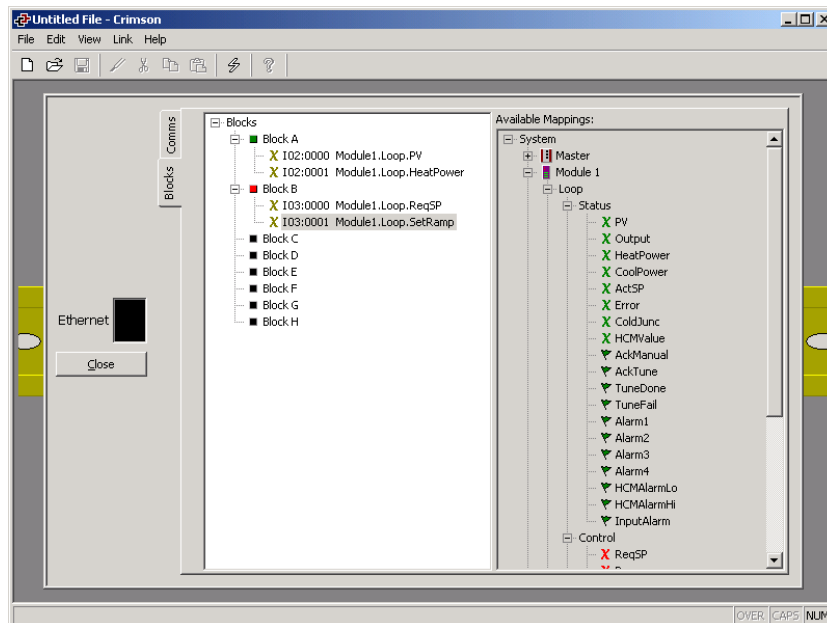 Untitled File - Crimson
File Edit View Link Help
Comms
Blocks
Ethernet
Close
Blocks
Block A
I02:0000 Module1.Loop.PV
I02:0001 Module1.Loop.HeatPower
Block B
I03:0000 Module1.Loop.ReqSP
I03:0001 Module1.Loop.SetRamp
Block C
Block D
Block E
Block F
Block G
Block H
Available Mappings:
System
Master
Module 1
Loop
Status
PV
Output
HeatPower
CoolPower
ActSP
Error
ColdJunc
HCMValue
AckManual
AckTune
TuneDone
TuneFail
Alarm1
Alarm2
Alarm3
Alarm4
HCMAlarmLo
HCMAlarmHi
InputAlarm
Control
ReqSP
OVER CAPS NUM